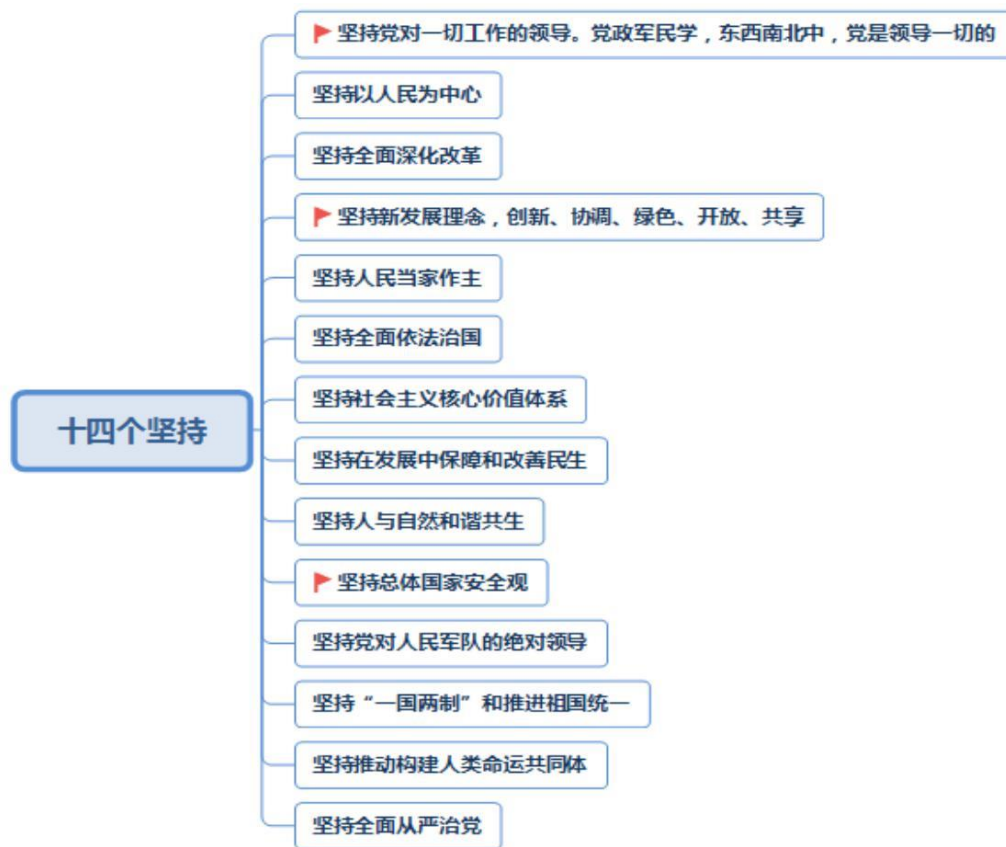 坚持党对一切工作的领导。党政军民学，东西南北中，党是领导一切的
坚持以人民为中心
坚持全面深化改革
坚持新发展理念，创新、协调、绿色、开放、共享
坚持人民当家作主
坚持全面依法治国
坚持社会主义核心价值体系
十四个坚持
坚持在发展中保障和改善民生
坚持人与自然和谐共生
坚持总体国家安全观
坚持党对人民军队的绝对领导
坚持“一国两制”和推进祖国统一
坚持推动构建人类命运共同体
坚持全面从严治党